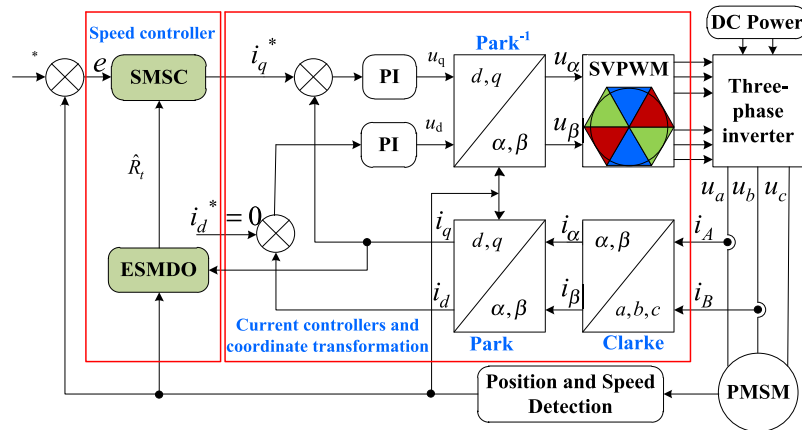 Speed controller
DC Power
*
e
SMSC
i_q*
PI
u_q
Park⁻¹
d,q
α,β
u_α
SVPWM
Three-
phase
inverter
PI
u_d
u_β
R̂_t
u_a
u_b
u_c
i_d* = 0
i_q
d,q
α,β
i_α
α,β
a,b,c
i_A
ESMDO
i_d
i_β
i_B
Current controllers and
coordinate transformation
Park
Clarke
Position and Speed
Detection
PMSM